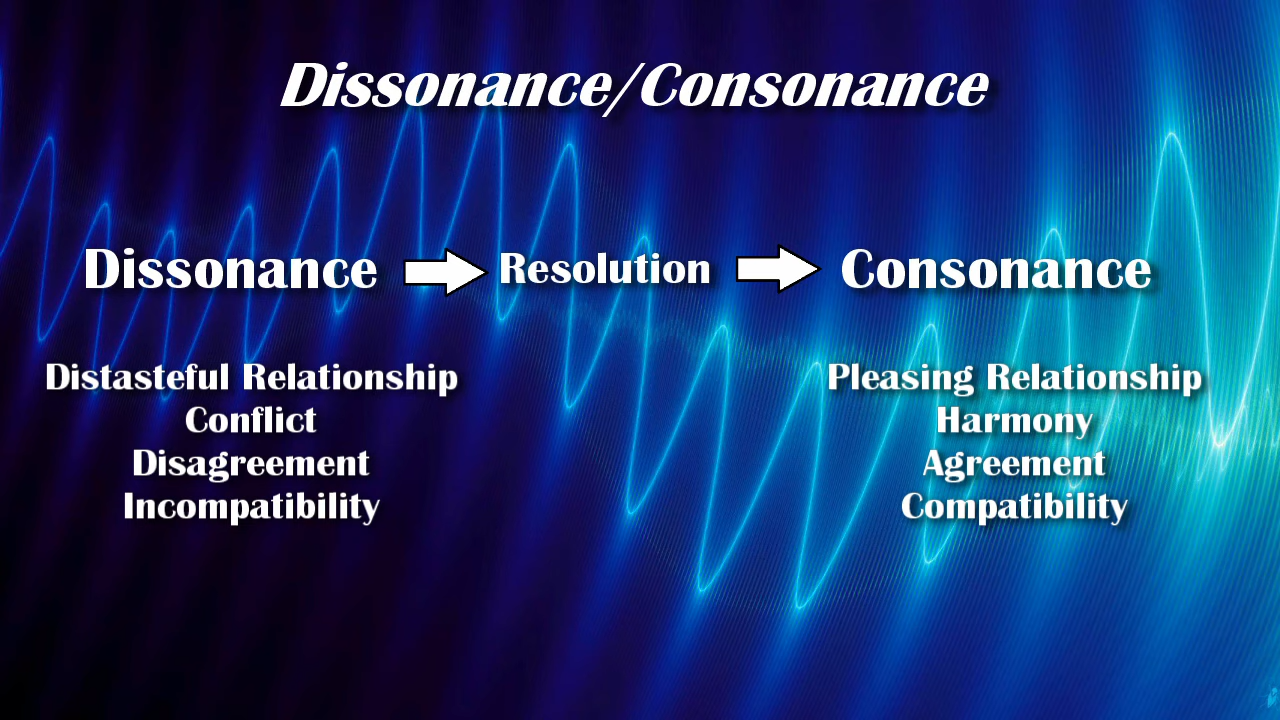 Dissonance/Consonance
Dissonance Resolution Consonance
Distasteful Relationship
Conflict
Disagreement
Incompatibility
Pleasing Relationship
Harmony
Agreement
Compatibility